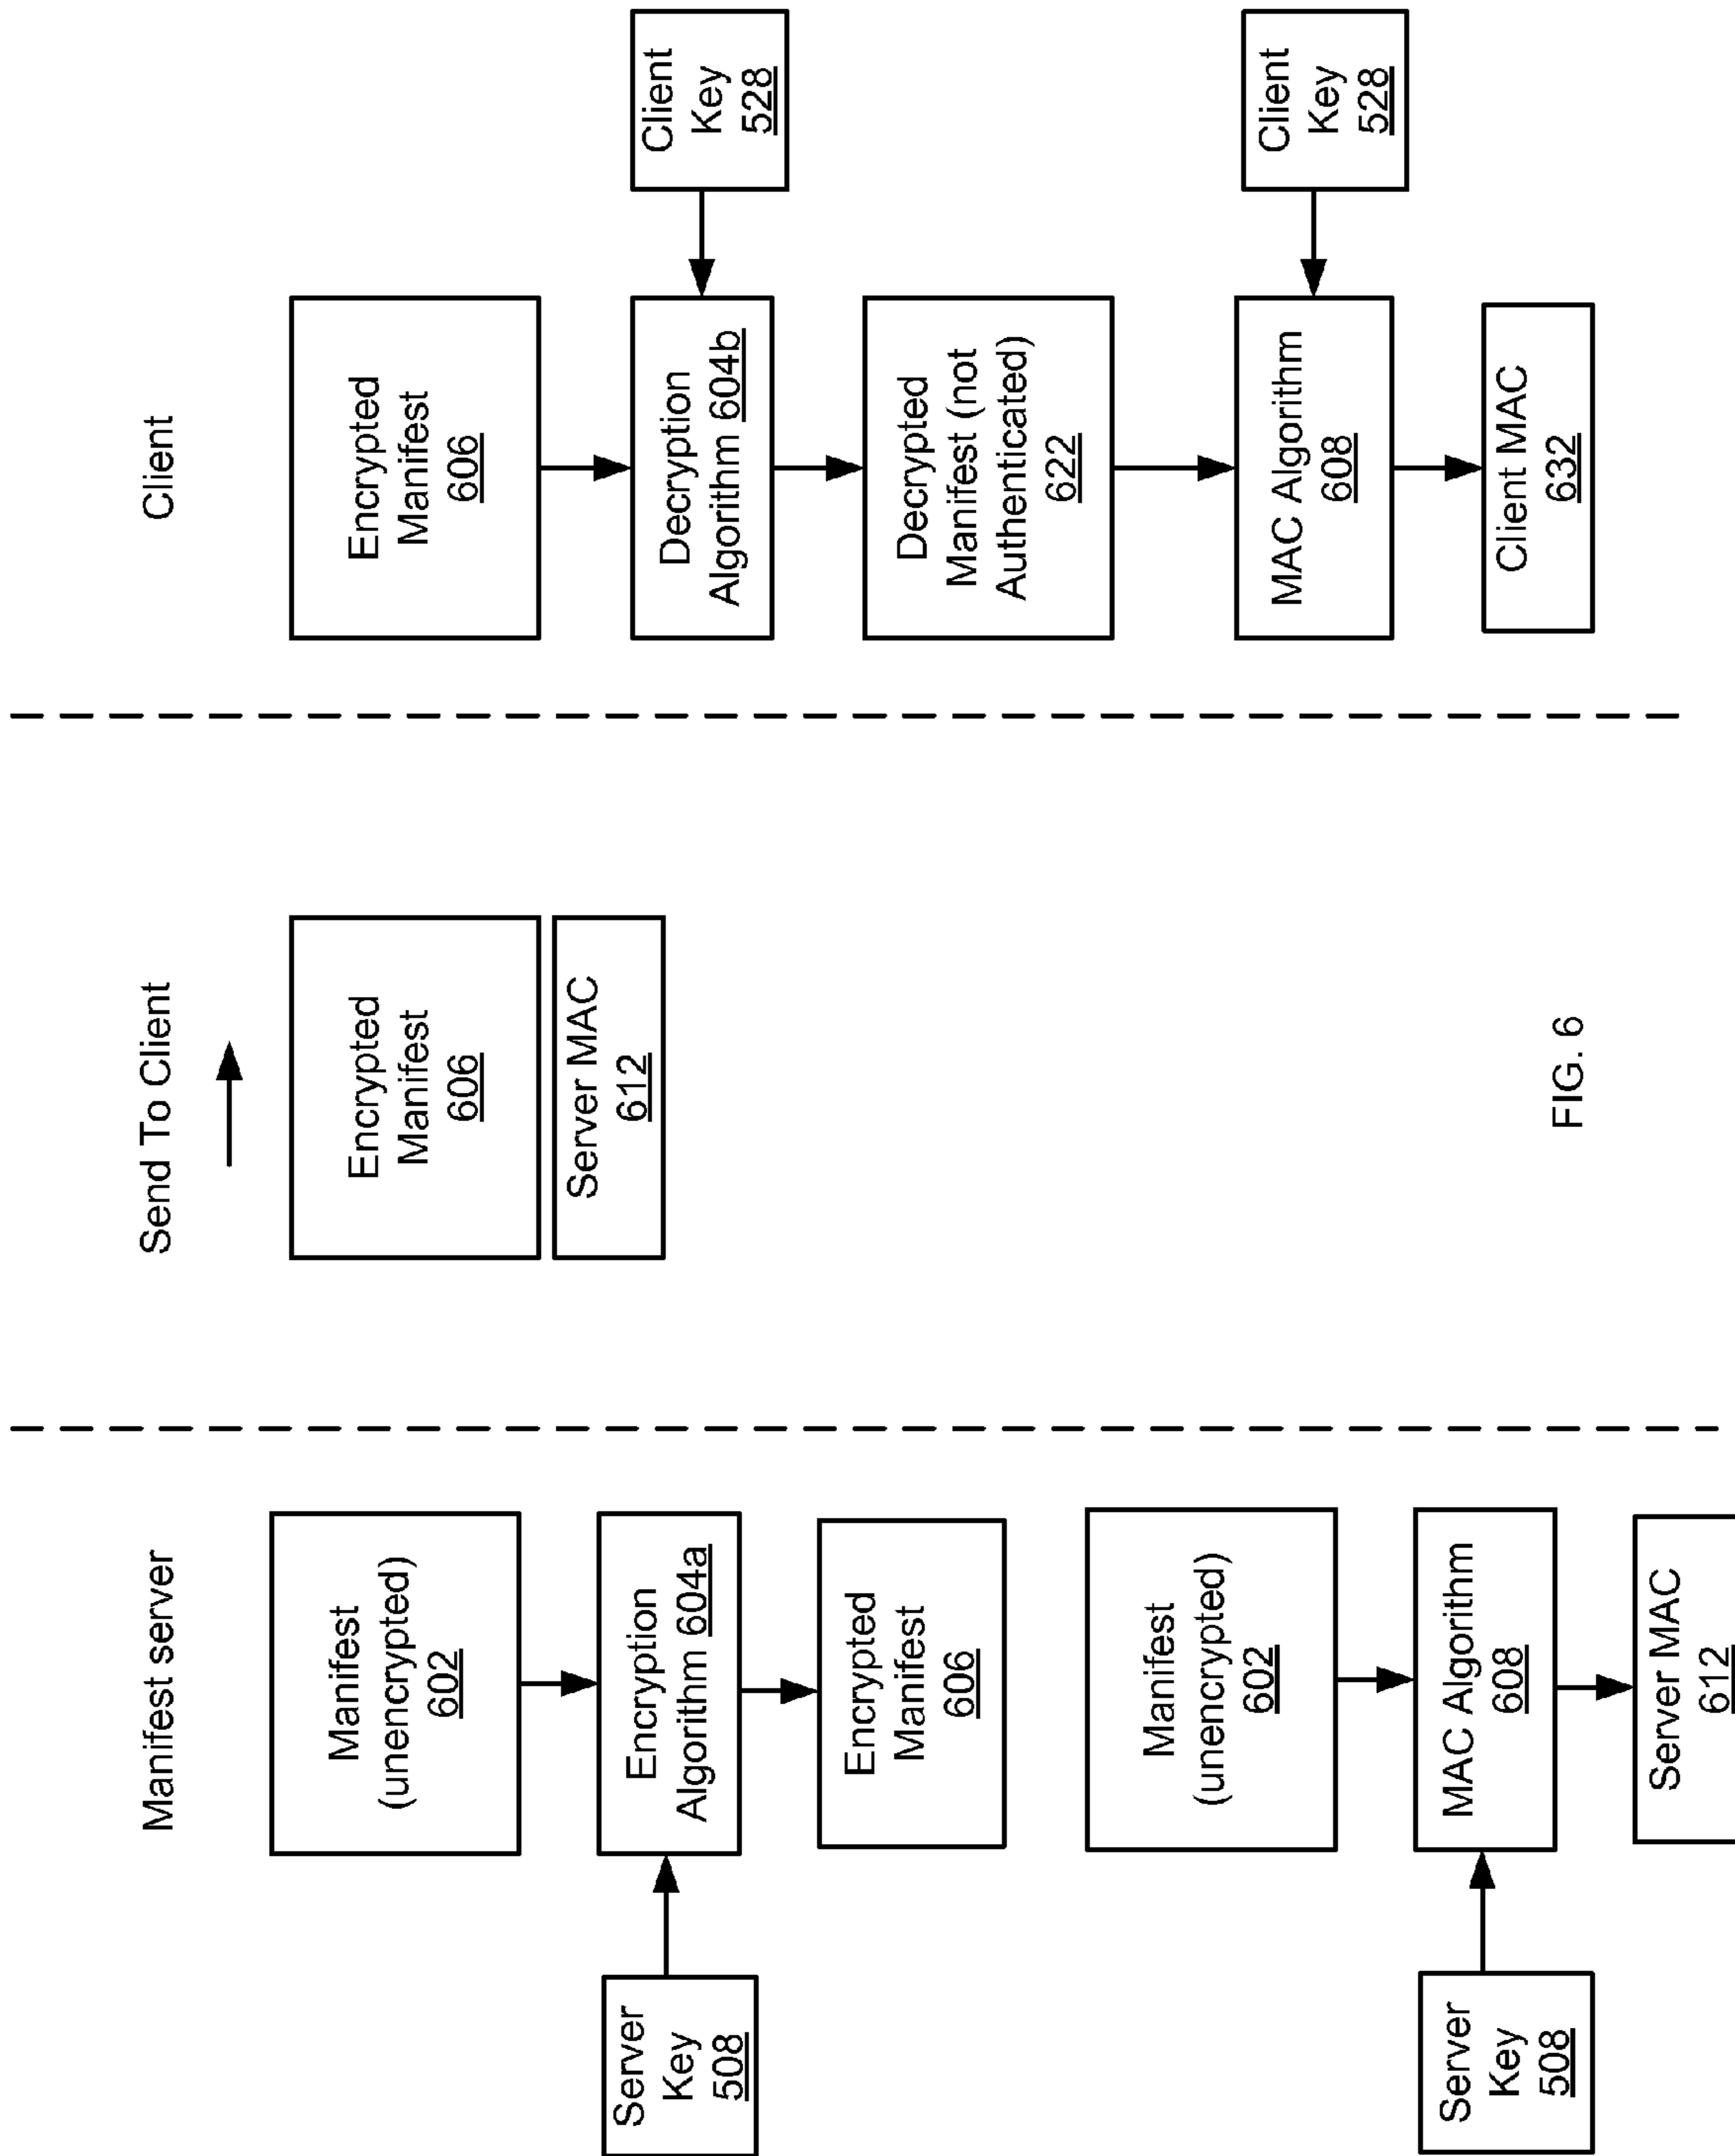 Manifest server
Manifest
(unencrypted)
602
Server
Key
508
Encryption
Algorithm 604a
Encrypted
Manifest
606
Manifest
(unencrypted)
602
Server
Key
508
MAC Algorithm
608
Server MAC
612
Send To Client
Encrypted
Manifest
606
Server MAC
612
Client
Encrypted
Manifest
606
Decryption
Algorithm 604b
Client
Key
528
Decrypted
Manifest (not
Authenticated)
622
MAC Algorithm
608
Client
Key
528
Client MAC
632
FIG. 6